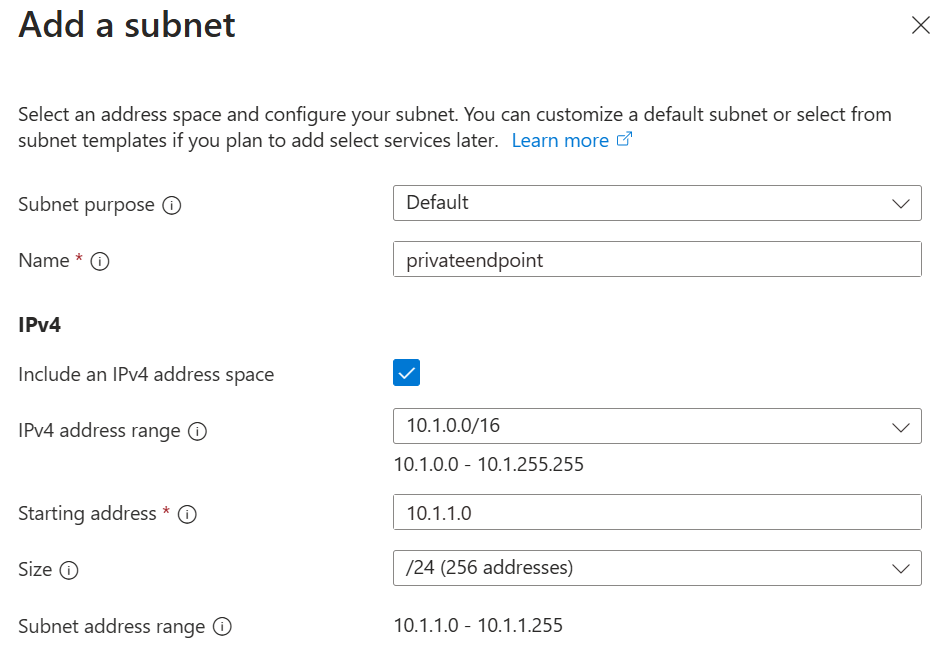 Add a subnet
Select an address space and configure your subnet. You can customize a default subnet or select from
subnet templates if you plan to add select services later. Learn more
Subnet purpose Default
Name * privateendpoint
IPv4
Include an IPv4 address space
IPv4 address range 10.1.0.0/16
10.1.0.0 - 10.1.255.255
Starting address * 10.1.1.0
Size /24 (256 addresses)
Subnet address range 10.1.1.0 - 10.1.1.255